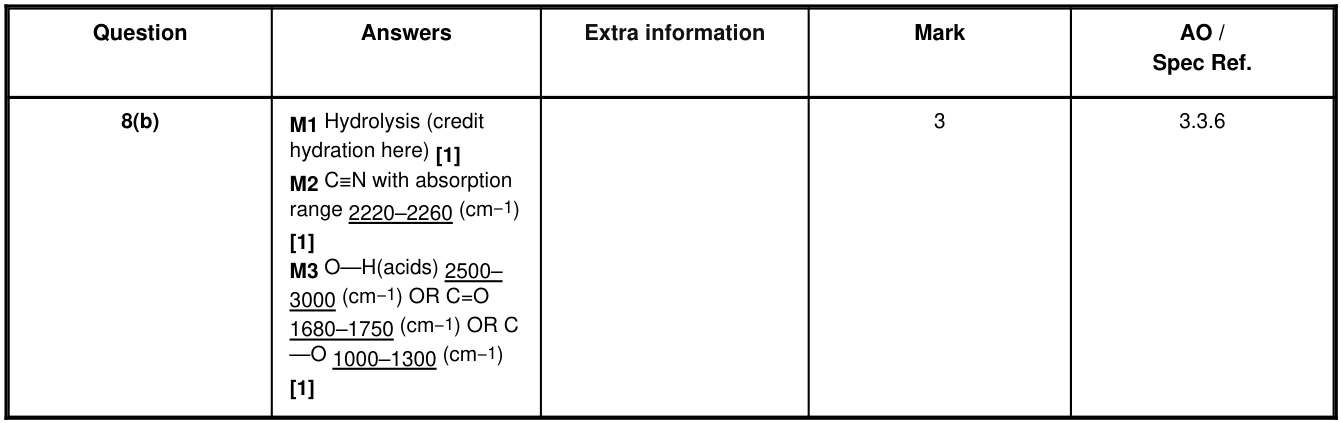 Question Answers Extra information Mark AO /
Spec Ref.
8(b) M1 Hydrolysis (credit 3 3.3.6
hydration here) [1]
M2 C≡N with absorption
range 2220–2260 (cm−1)
[1]
M3 O—H(acids) 2500–
3000 (cm−1) OR C=O
1680–1750 (cm−1) OR C
—O 1000–1300 (cm−1)
[1]